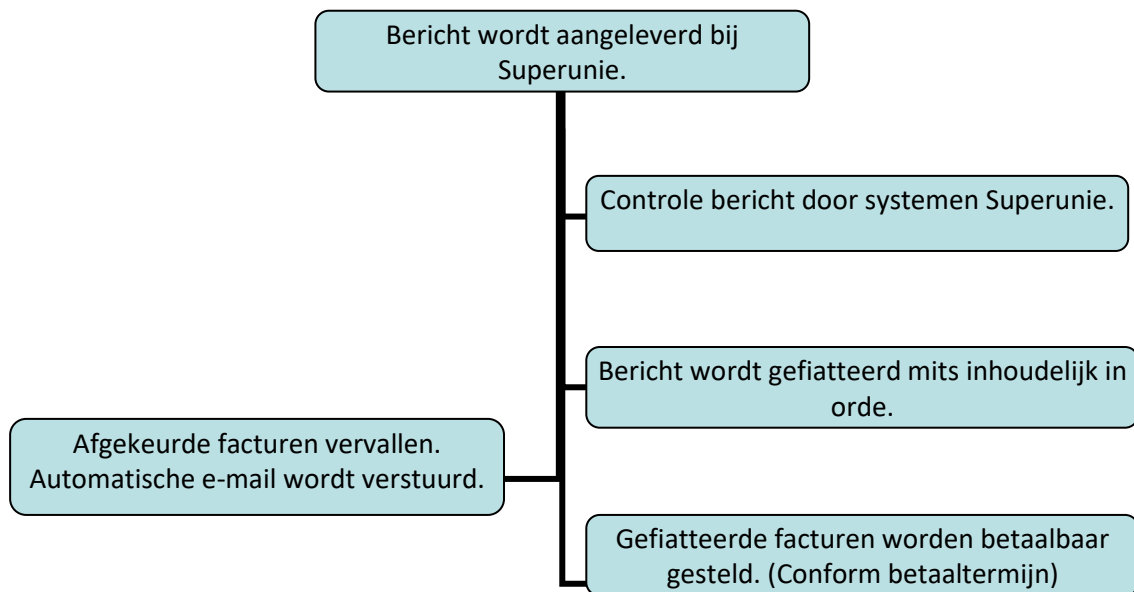 Bericht wordt aangeleverd bij
Superunie.
Controle bericht door systemen Superunie.
Bericht wordt gefiatteerd mits inhoudelijk in
orde.
Afgekeurde facturen vervallen.
Automatische e-mail wordt verstuurd.
Gefiatteerde facturen worden betaalbaar
gesteld. (Conform betaaltermijn)